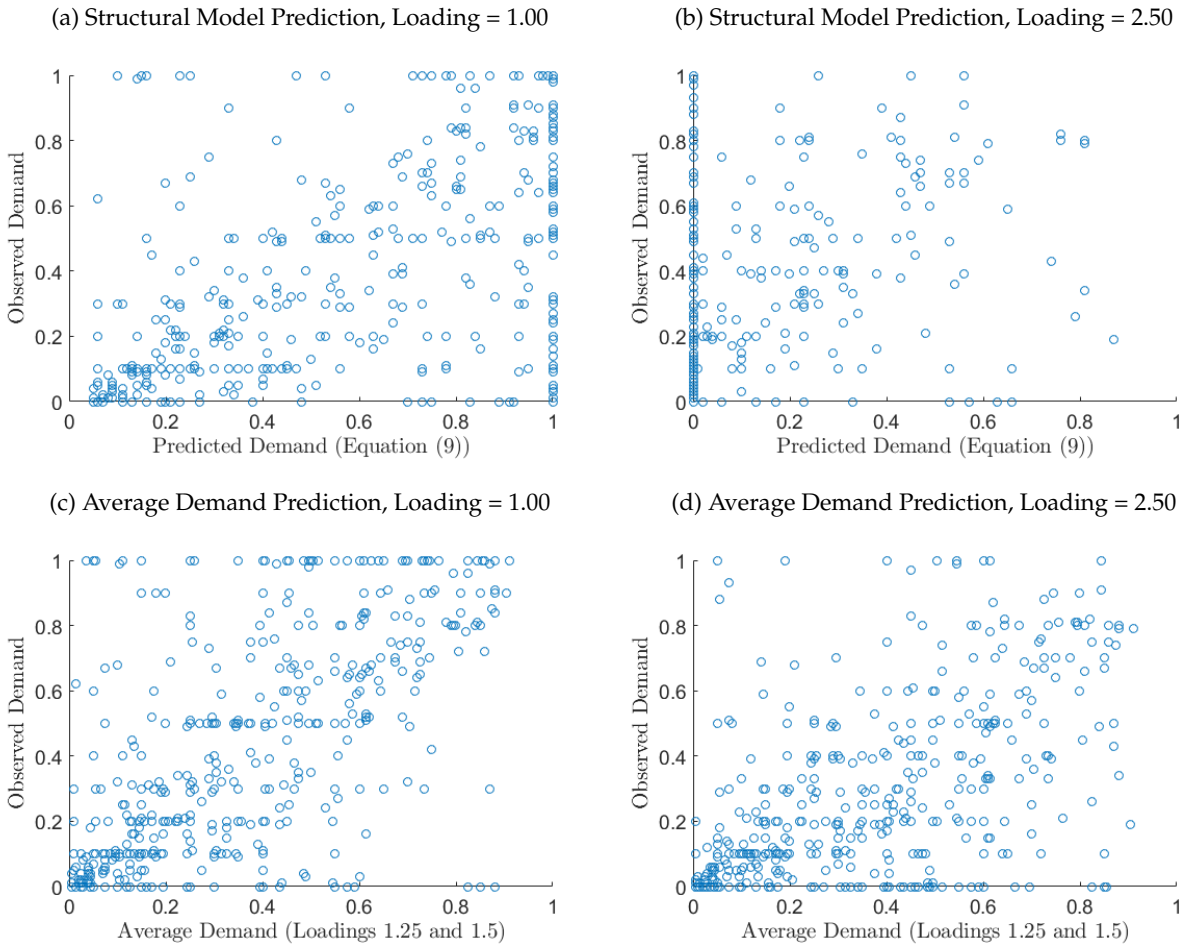 (a) Structural Model Prediction, Loading = 1.00
1
0.8
0.6
0.4
0.2
0
Observed Demand
0 0.2 0.4 0.6 0.8 1
Predicted Demand (Equation (9))
(b) Structural Model Prediction, Loading = 2.50
1
0.8
0.6
0.4
0.2
0
Observed Demand
0 0.2 0.4 0.6 0.8 1
Predicted Demand (Equation (9))
(c) Average Demand Prediction, Loading = 1.00
1
0.8
0.6
0.4
0.2
0
Observed Demand
0 0.2 0.4 0.6 0.8 1
Average Demand (Loadings 1.25 and 1.5)
(d) Average Demand Prediction, Loading = 2.50
1
0.8
0.6
0.4
0.2
0
Observed Demand
0 0.2 0.4 0.6 0.8 1
Average Demand (Loadings 1.25 and 1.5)